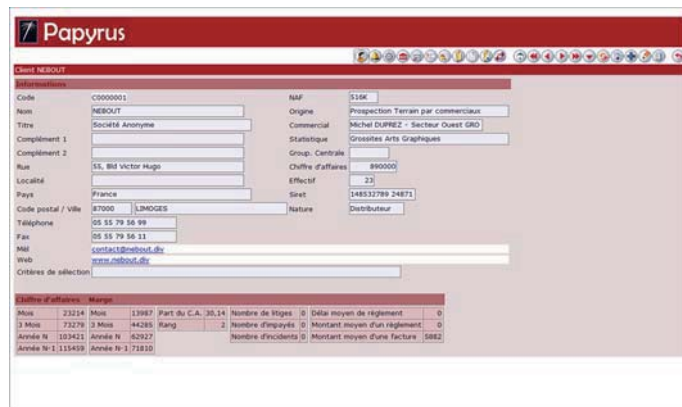 Papyrus
Client NEBOUT
Informations
Code C0000001 NAF 516K
Nom NEBOUT Origine Prospection Terrain par commerciaux
Titre Société Anonyme Commercial Michel DUPREZ - Secteur Ouest GRO
Complément 1 Statistique Grossites Arts Graphiques
Complément 2 Group. Centrale
Rue 55, Bld Victor Hugo Chiffre d'affaires 890000
Localité Effectif 23
Pays France Siret 148532789 24871
Code postal / Ville 87000 LIMOGES Nature Distributeur
Téléphone 05 55 79 56 99
Fax 05 55 79 56 11
Mél contact@nebout.div
Web www.nebout.div
Critères de sélection
Chiffre d'affaires Marge
Mois 23214 Mois 13987 Part du C.A. 30,14 Nombre de litiges 0 Délai moyen de règlement 0
3 Mois 73279 3 Mois 44285 Rang 2 Nombre d'impayés 0 Montant moyen d'un règlement 0
Année N 103421 Année N 62927 Nombre d'incidents 0 Montant moyen d'une facture 5882
Année N-1 115459 Année N-1 71810